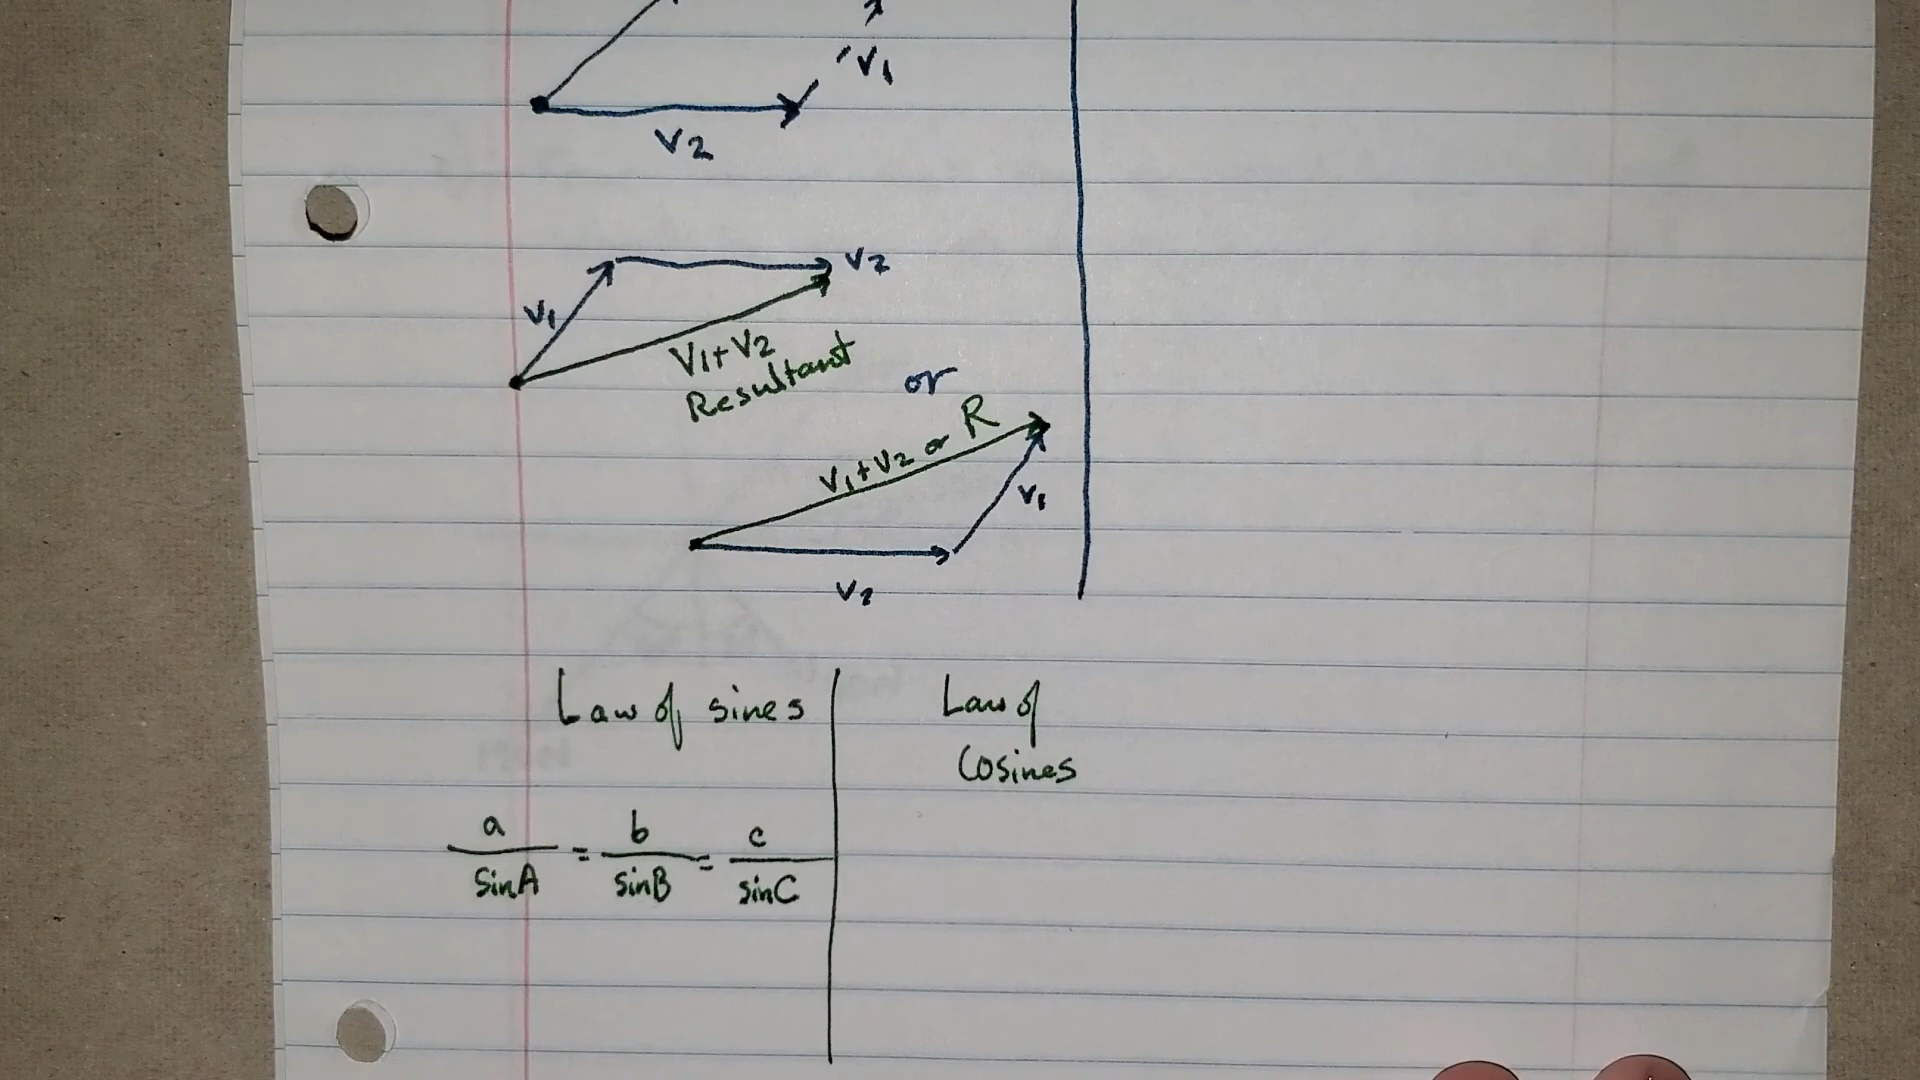 V1
V2
V2
V1
V1+V2
Resultant
or
V1+V2 or R
V1
V2
Law of sines
Law of
Cosines
a/sinA = b/sinB = c/sinC